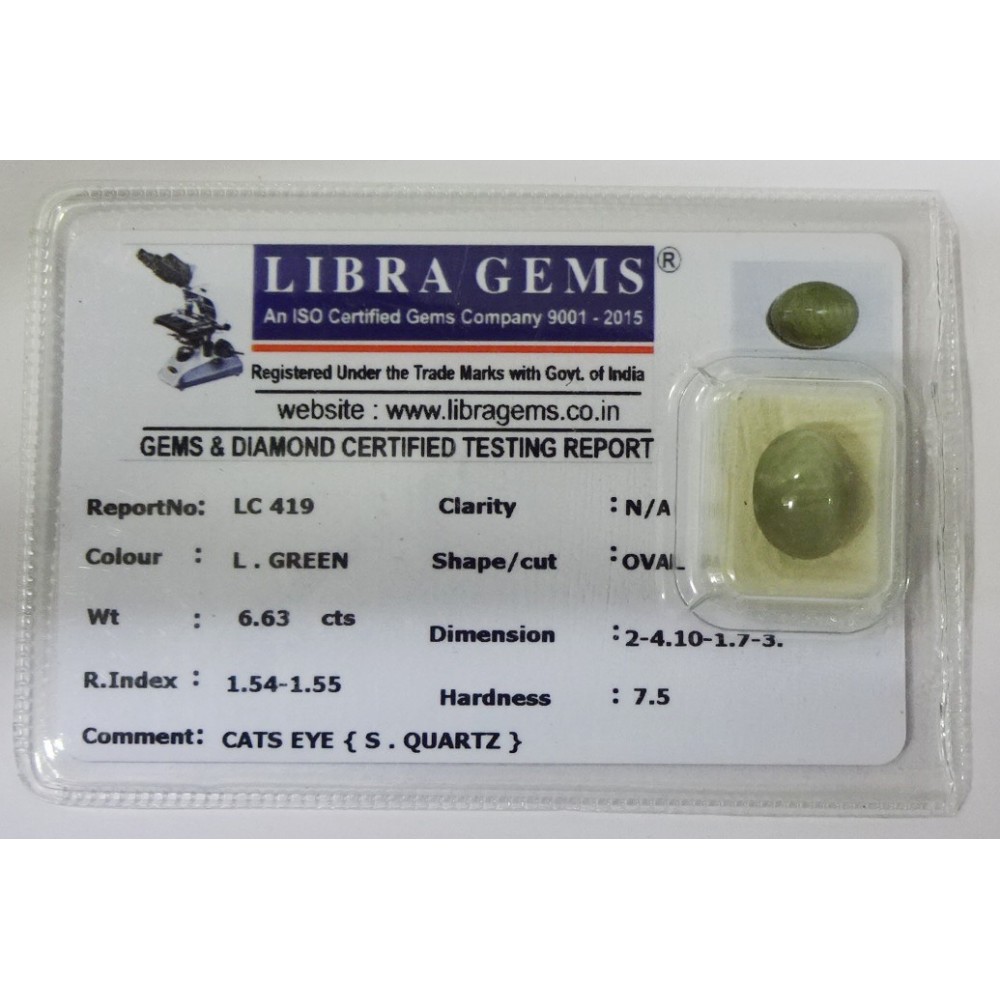 LIBRA GEMS ®
An ISO Certified Gems Company 9001 - 2015
Registered Under the Trade Marks with Govt. of India
website : www.libragems.co.in
GEMS & DIAMOND CERTIFIED TESTING REPORT
ReportNo: LC 419 Clarity : N/A
Colour : L . GREEN Shape/cut : OVAL
Wt : 6.63 cts Dimension : 2-4.10-1.7-3.
R.Index : 1.54-1.55 Hardness : 7.5
Comment: CATS EYE { S . QUARTZ }